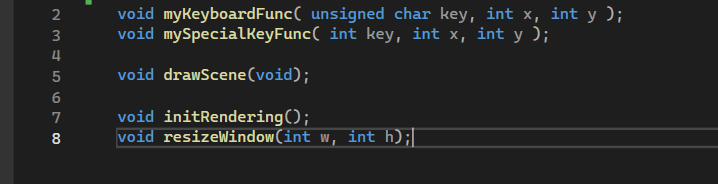 2 void myKeyboardFunc( unsigned char key, int x, int y );
3 void mySpecialKeyFunc( int key, int x, int y );
4
5 void drawScene(void);
6
7 void initRendering();
8 void resizeWindow(int w, int h);